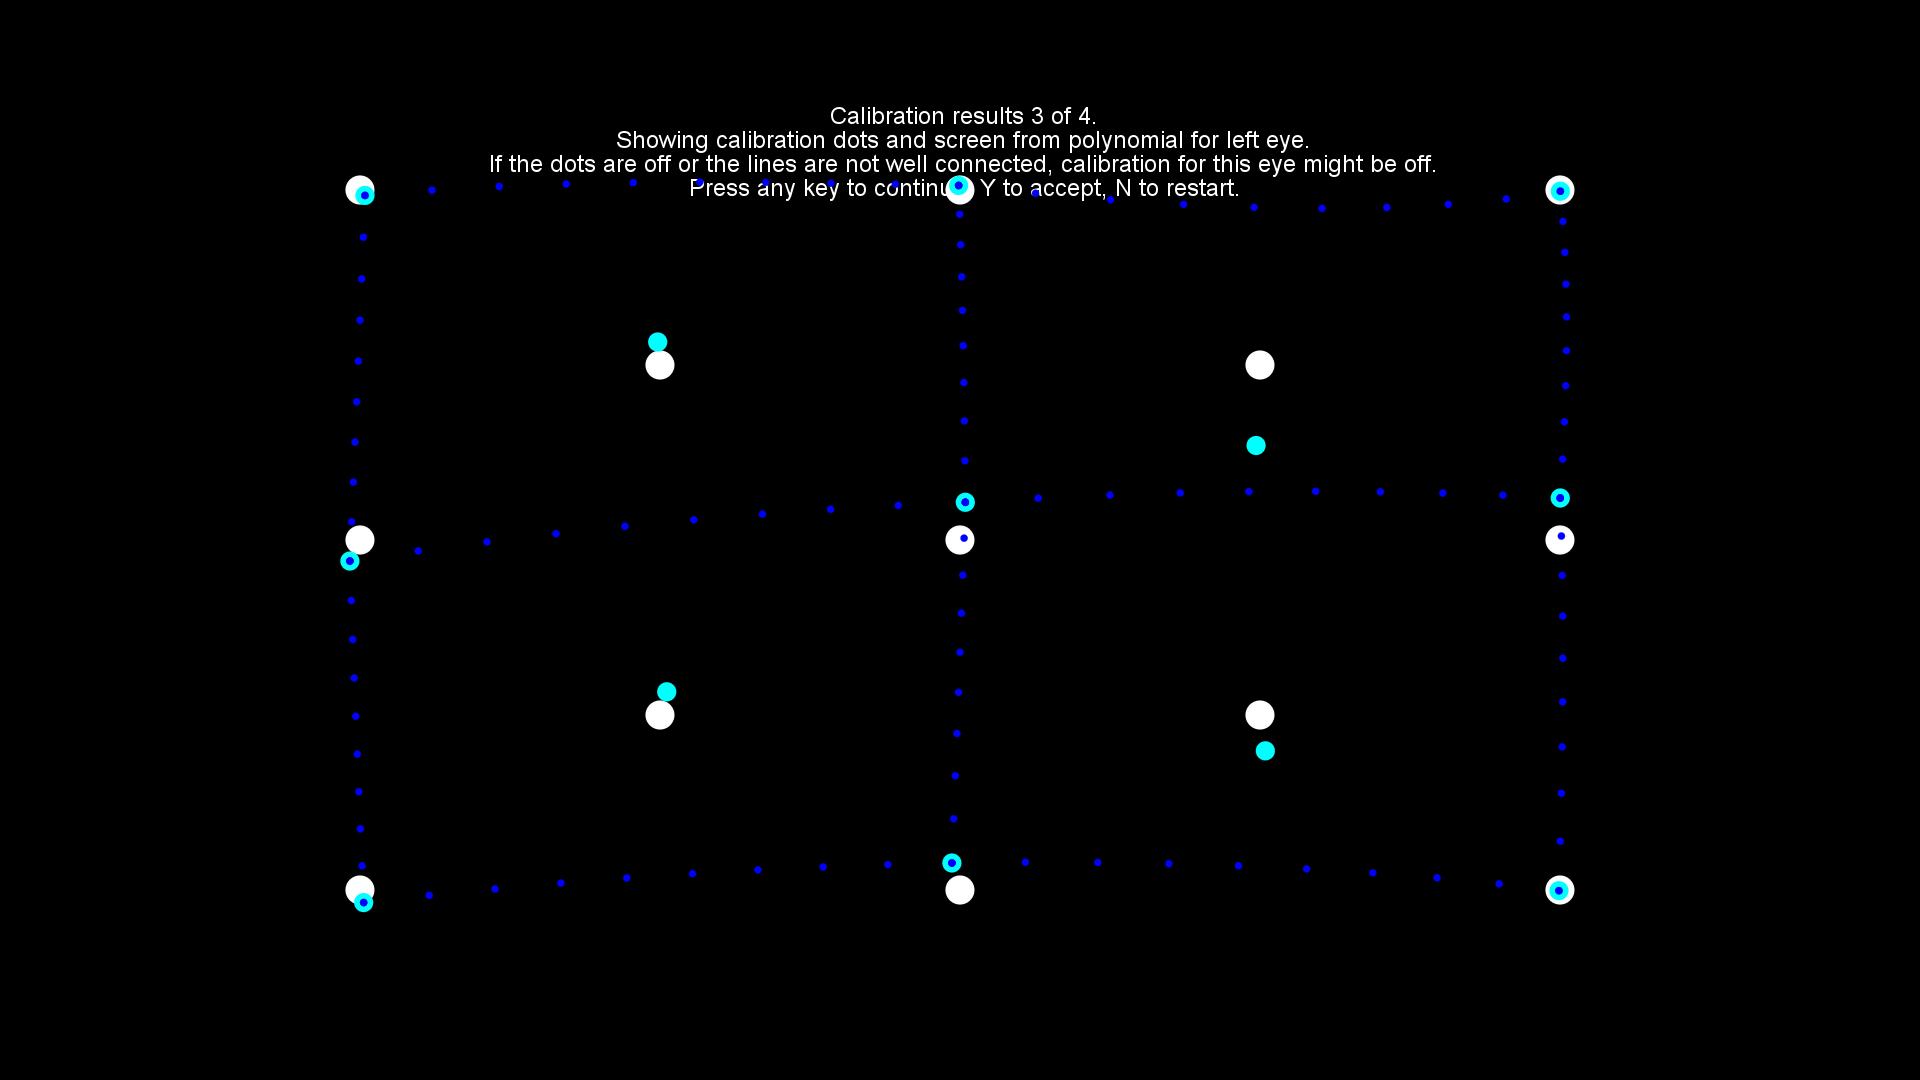 Calibration results 3 of 4.
Showing calibration dots and screen from polynomial for left eye.
If the dots are off or the lines are not well connected, calibration for this eye might be off.
Press any key to continue, Y to accept, N to restart.